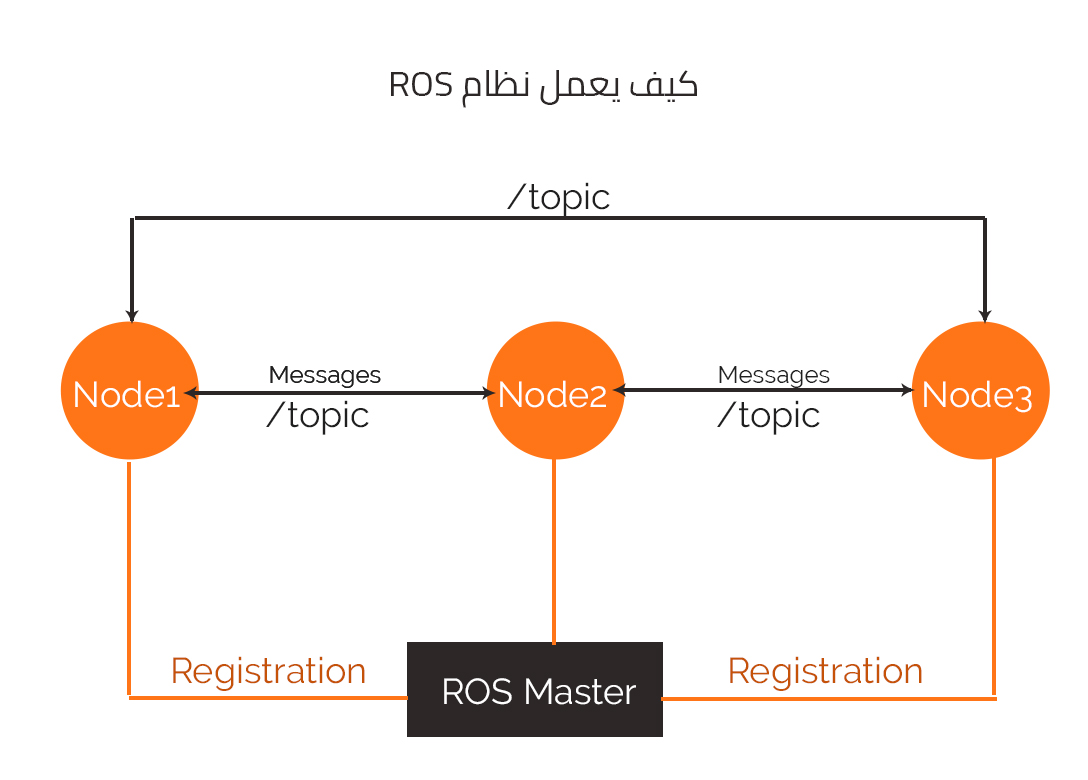 كيف يعمل نظام ROS
/topic
Messages
/topic
Messages
/topic
Node1
Node2
Node3
Registration
ROS Master
Registration